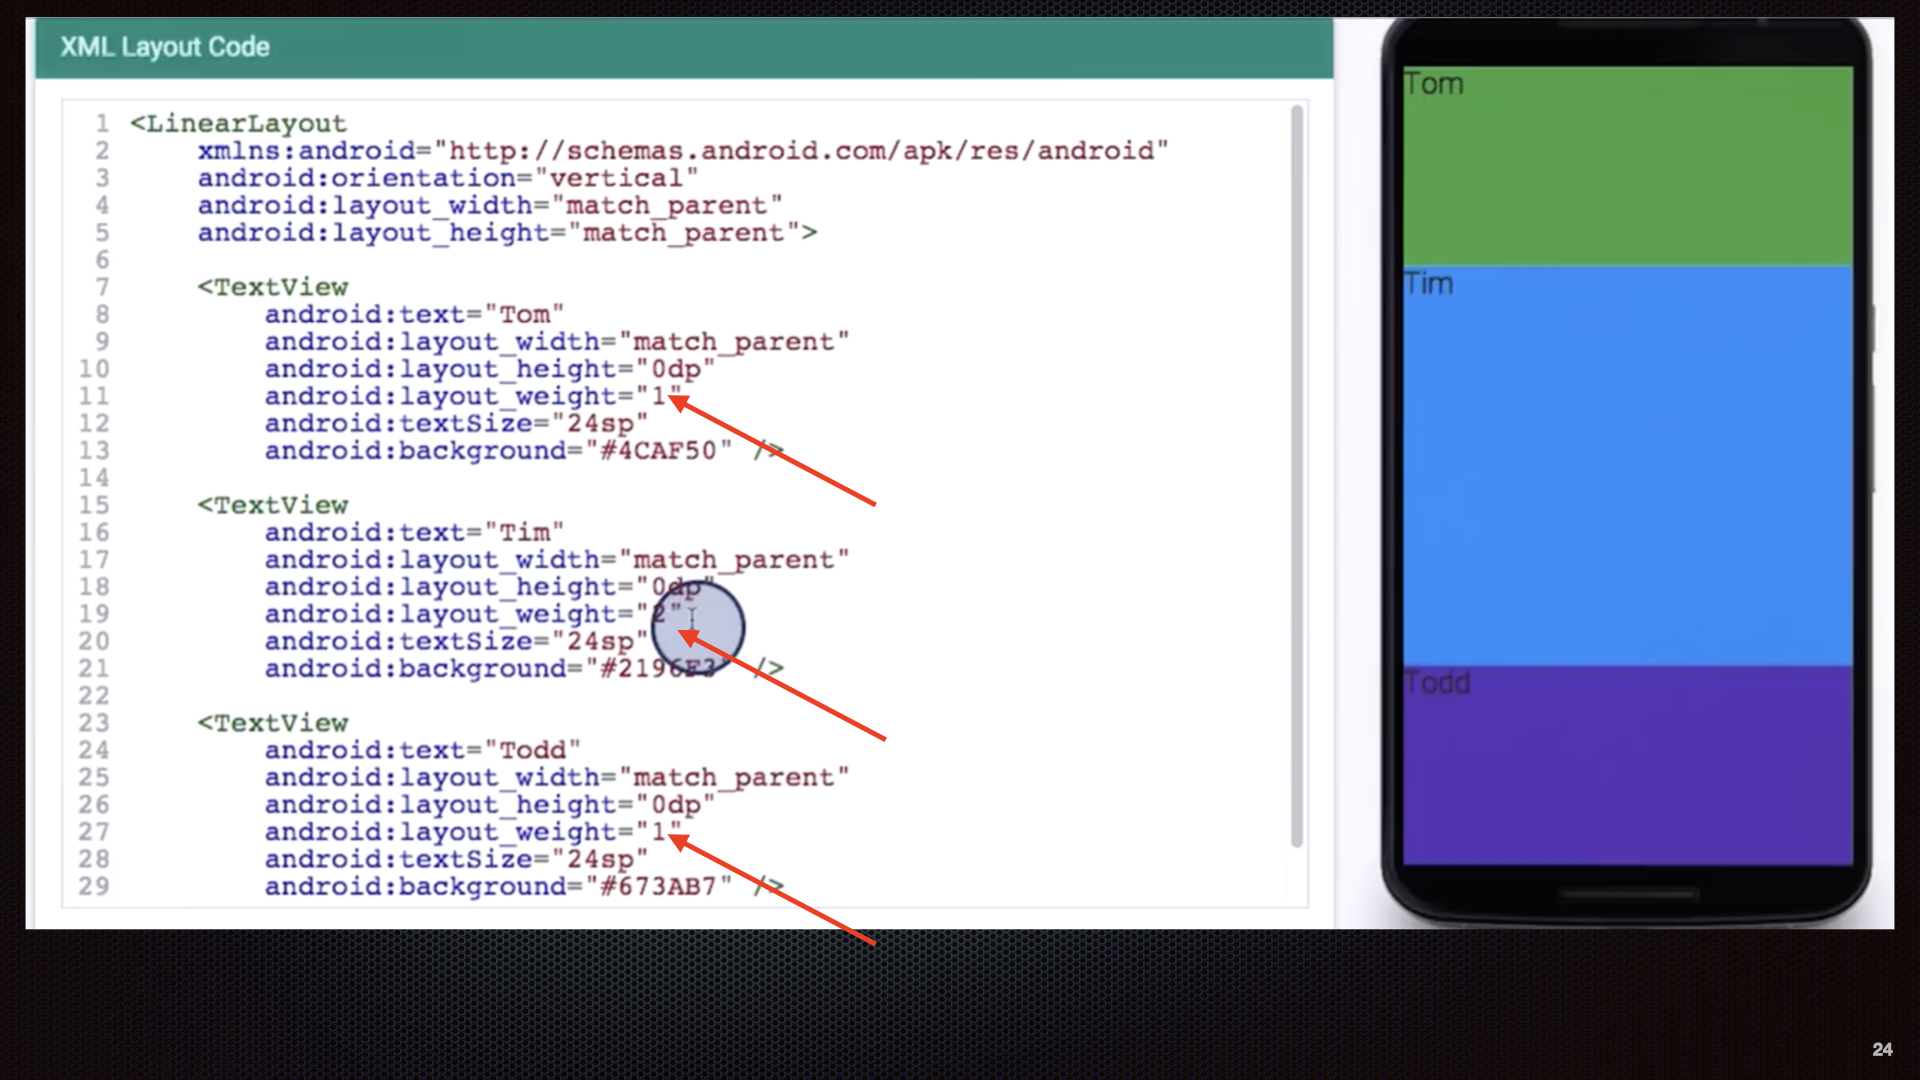 XML Layout Code
1 <LinearLayout
2 xmlns:android="http://schemas.android.com/apk/res/android"
3 android:orientation="vertical"
4 android:layout_width="match_parent"
5 android:layout_height="match_parent">
6
7 <TextView
8 android:text="Tom"
9 android:layout_width="match_parent"
10 android:layout_height="0dp"
11 android:layout_weight="1"
12 android:textSize="24sp"
13 android:background="#4CAF50" />
14
15 <TextView
16 android:text="Tim"
17 android:layout_width="match_parent"
18 android:layout_height="0dp"
19 android:layout_weight="2"
20 android:textSize="24sp"
21 android:background="#2196F3" />
22
23 <TextView
24 android:text="Todd"
25 android:layout_width="match_parent"
26 android:layout_height="0dp"
27 android:layout_weight="1"
28 android:textSize="24sp"
29 android:background="#673AB7" />
Tom
Tim
Todd
24